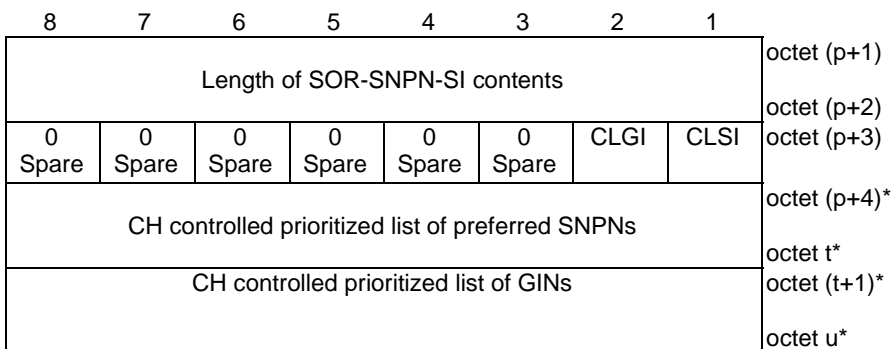 8 7 6 5 4 3 2 1
octet (p+1)
Length of SOR-SNPN-SI contents
octet (p+2)
0 0 0 0 0 0 CLGI CLSI octet (p+3)
Spare Spare Spare Spare Spare Spare
octet (p+4)*
CH controlled prioritized list of preferred SNPNs
octet t*
CH controlled prioritized list of GINs octet (t+1)*
octet u*